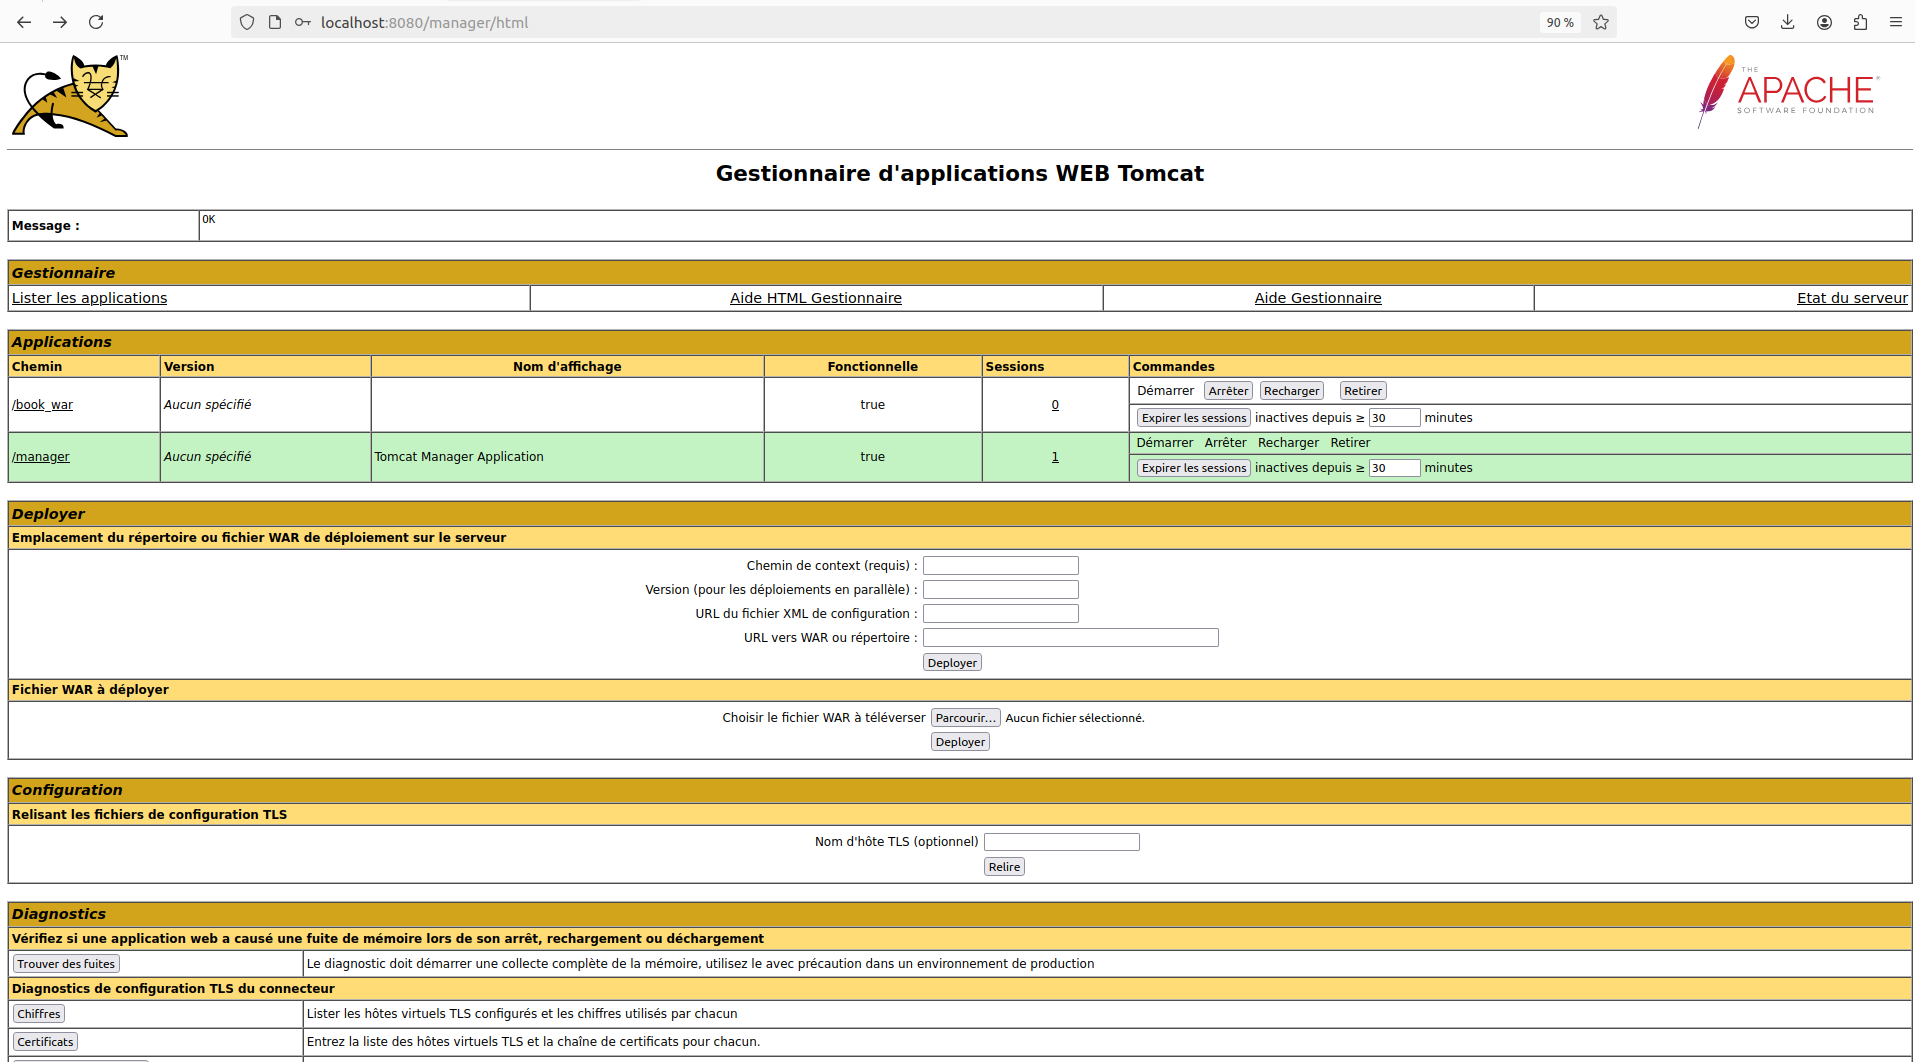 localhost:8080/manager/html
90 %
TM
THE
APACHE®
SOFTWARE FOUNDATION
Gestionnaire d'applications WEB Tomcat
Message : OK
Gestionnaire
Lister les applications Aide HTML Gestionnaire Aide Gestionnaire Etat du serveur
Applications
Chemin Version Nom d'affichage Fonctionnelle Sessions Commandes
/book_war Aucun spécifié true 0 Démarrer Arrêter Recharger Retirer
Expirer les sessions inactives depuis ≥ 30 minutes
/manager Aucun spécifié Tomcat Manager Application true 1 Démarrer Arrêter Recharger Retirer
Expirer les sessions inactives depuis ≥ 30 minutes
Deployer
Emplacement du répertoire ou fichier WAR de déploiement sur le serveur
Chemin de context (requis) :
Version (pour les déploiements en parallèle) :
URL du fichier XML de configuration :
URL vers WAR ou répertoire :
Deployer
Fichier WAR à déployer
Choisir le fichier WAR à téléverser Parcourir... Aucun fichier sélectionné.
Deployer
Configuration
Relisant les fichiers de configuration TLS
Nom d'hôte TLS (optionnel)
Relire
Diagnostics
Vérifiez si une application web a causé une fuite de mémoire lors de son arrêt, rechargement ou déchargement
Trouver des fuites Le diagnostic doit démarrer une collecte complète de la mémoire, utilisez le avec précaution dans un environnement de production
Diagnostics de configuration TLS du connecteur
Chiffres Lister les hôtes virtuels TLS configurés et les chiffres utilisés par chacun
Certificats Entrez la liste des hôtes virtuels TLS et la chaîne de certificats pour chacun.